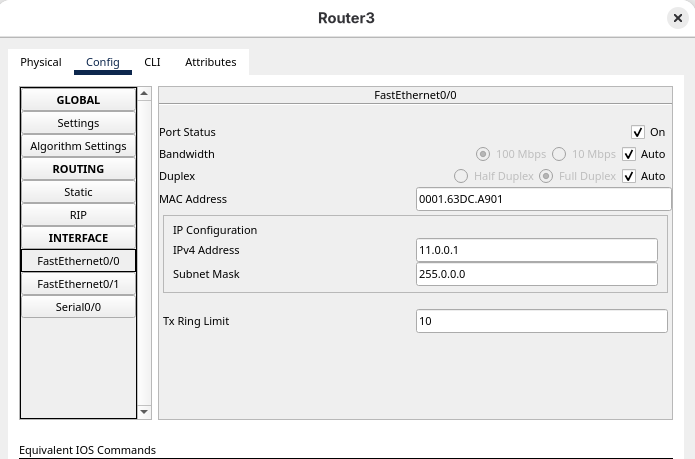 Router3
Physical Config CLI Attributes
GLOBAL
Settings
Algorithm Settings
ROUTING
Static
RIP
INTERFACE
FastEthernet0/0
FastEthernet0/1
Serial0/0
FastEthernet0/0
Port Status On
Bandwidth 100 Mbps 10 Mbps Auto
Duplex Half Duplex Full Duplex Auto
MAC Address 0001.63DC.A901
IP Configuration
IPv4 Address 11.0.0.1
Subnet Mask 255.0.0.0
Tx Ring Limit 10
Equivalent IOS Commands